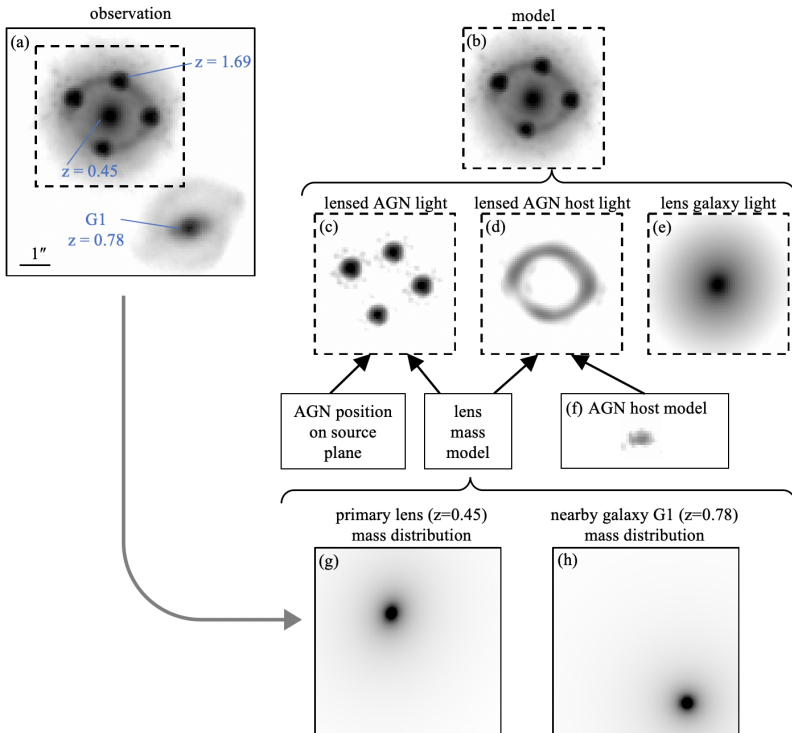 observation
(a)
z = 1.69
z = 0.45
G1
z = 0.78
1″
model
(b)
lensed AGN light
(c)
lensed AGN host light
(d)
lens galaxy light
(e)
AGN position
on source
plane
lens
mass
model
(f) AGN host model
primary lens (z=0.45)
mass distribution
(g)
nearby galaxy G1 (z=0.78)
mass distribution
(h)